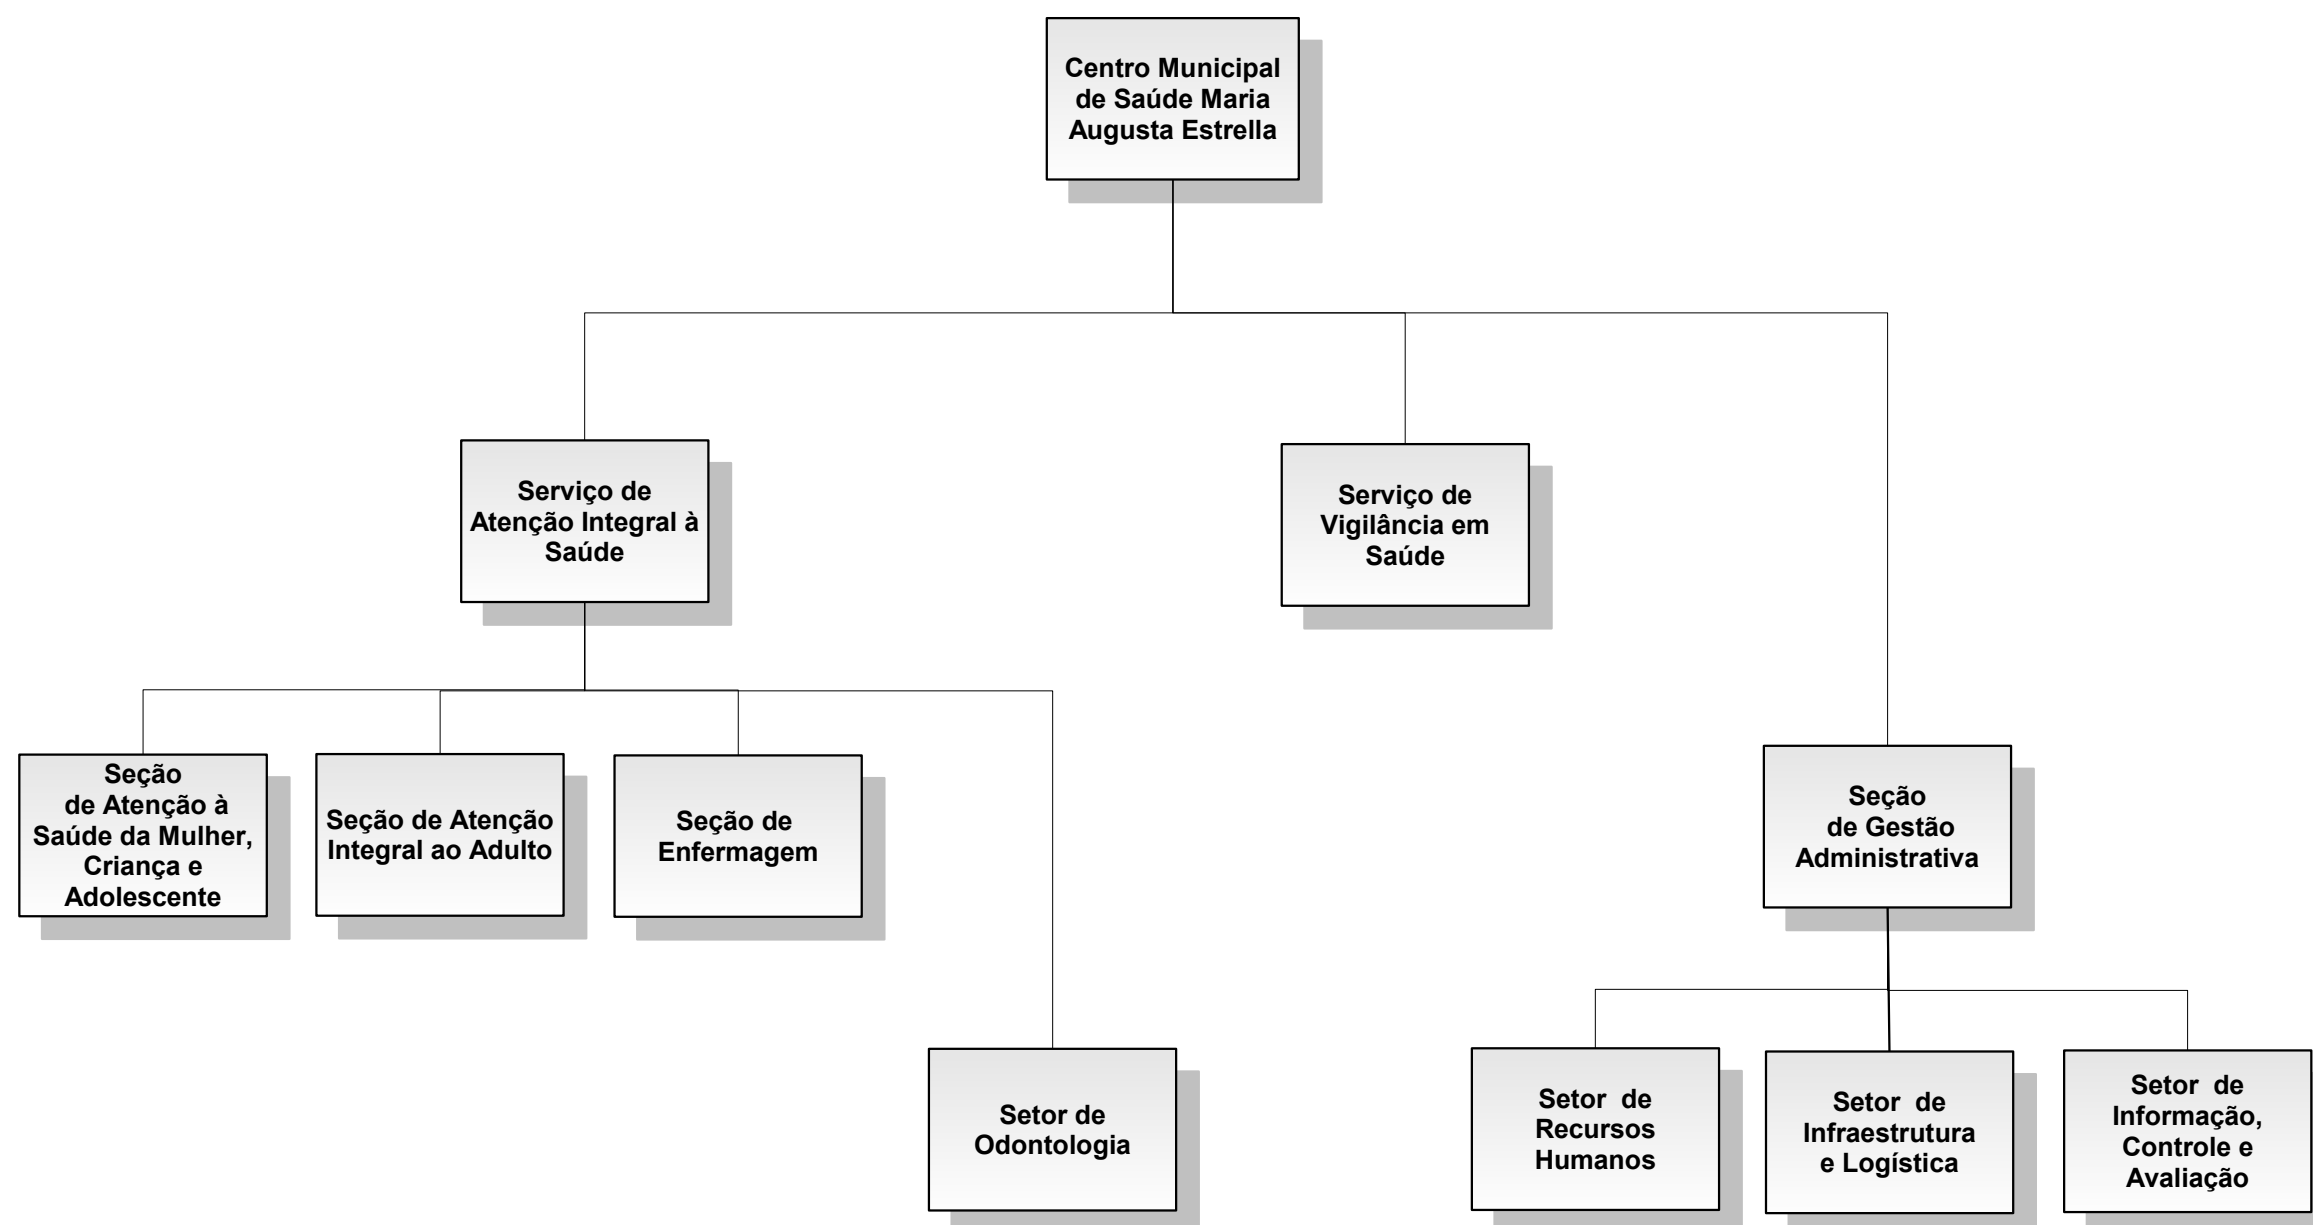 Centro Municipal
de Saúde Maria
Augusta Estrella
Serviço de
Atenção Integral à
Saúde
Serviço de
Vigilância em
Saúde
Seção
de Atenção à
Saúde da Mulher,
Criança e
Adolescente
Seção de Atenção
Integral ao Adulto
Seção de
Enfermagem
Seção
de Gestão
Administrativa
Setor de
Odontologia
Setor de
Recursos
Humanos
Setor de
Infraestrutura
e Logística
Setor de
Informação,
Controle e
Avaliação